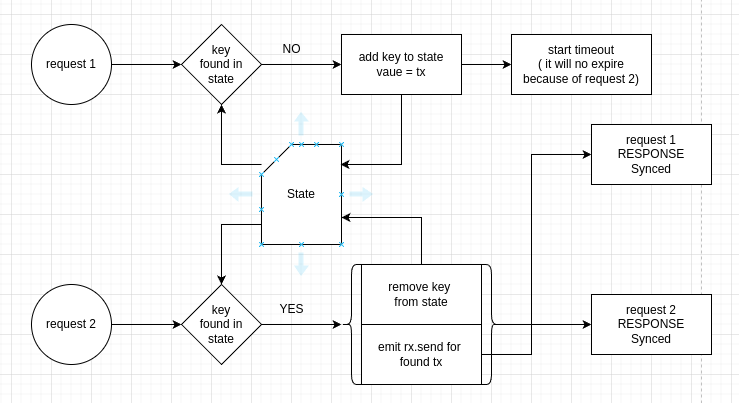 request 1
key
found in
state
NO
add key to state
vaue = tx
start timeout
( it will no expire
because of request 2)
request 1
RESPONSE
Synced
State
request 2
key
found in
state
YES
remove key
from state
emit rx.send for
found tx
request 2
RESPONSE
Synced